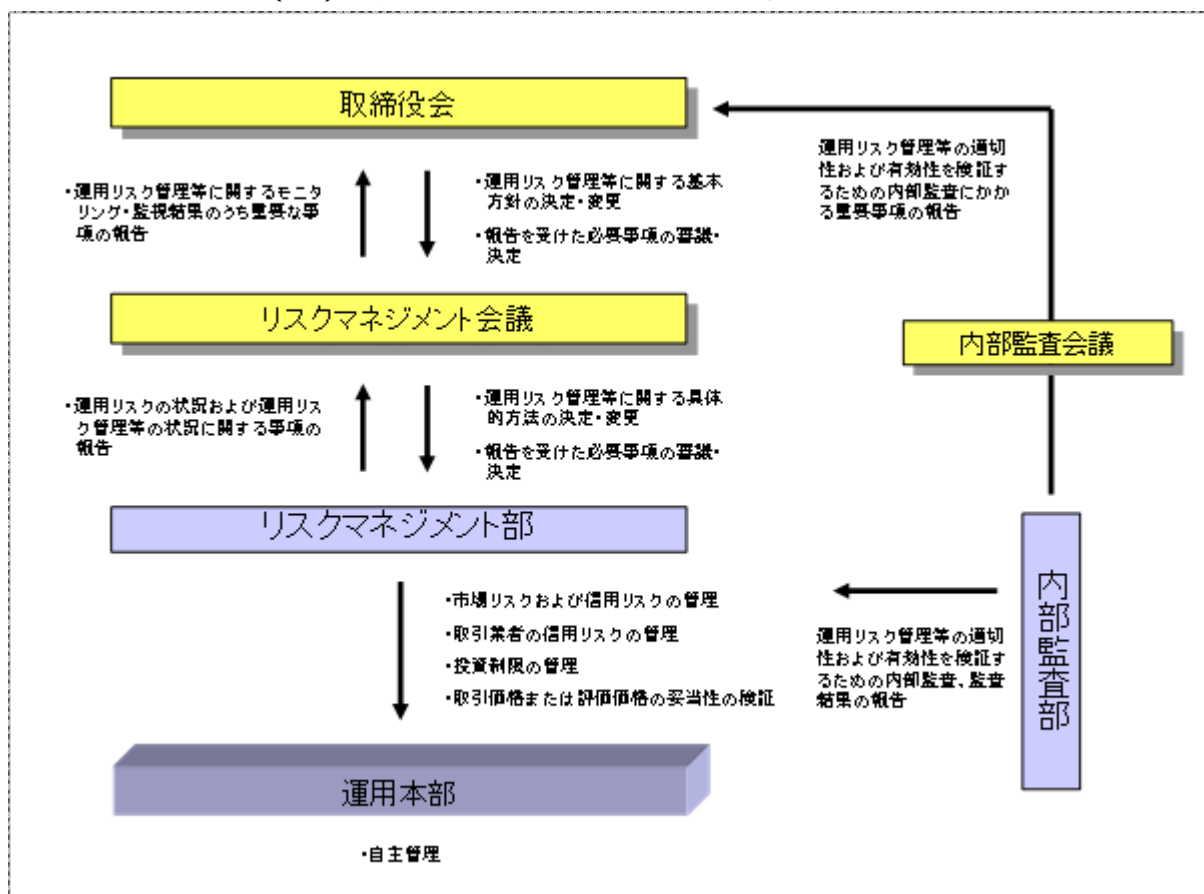 取締役会
・運用リスク管理等に関するモニタ
リング・監視結果のうち重要な事
項の報告
・運用リスク管理等に関する基本
方針の決定・変更
・報告を受けた必要事項の審議・
決定
運用リスク管理等の適切
性および有効性を検証す
るための内部監査にかか
る重要事項の報告
リスクマネジメント会議
内部監査会議
・運用リスクの状況および運用リス
ク管理等の状況に関する事項の
報告
・運用リスク管理等に関する具体
的方法の決定・変更
・報告を受けた必要事項の審議・
決定
リスクマネジメント部
内部監査部
・市場リスクおよび信用リスクの管理
・取引業者の信用リスクの管理
・投資制限の管理
・取引価格または評価価格の妥当性の検証
運用リスク管理等の適切
性および有効性を検証す
るための内部監査、監査
結果の報告
運用本部
・自主管理